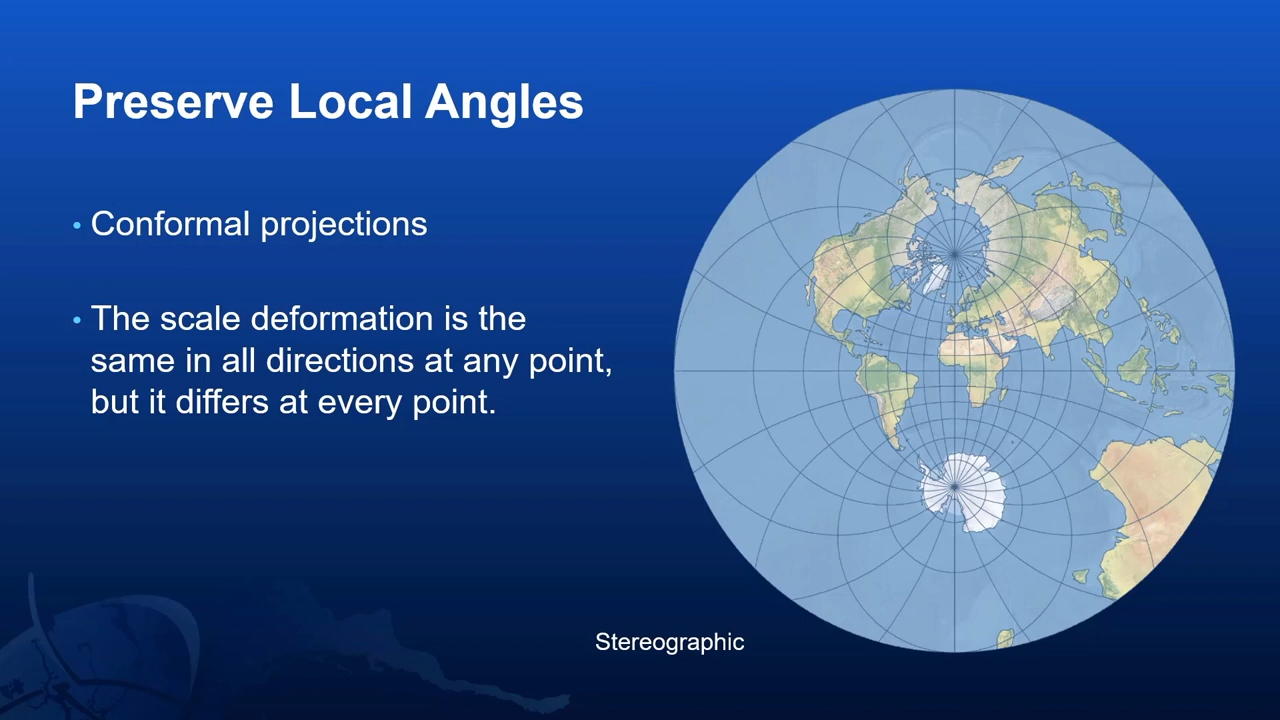 Preserve Local Angles
• Conformal projections
• The scale deformation is the
same in all directions at any point,
but it differs at every point.
Stereographic